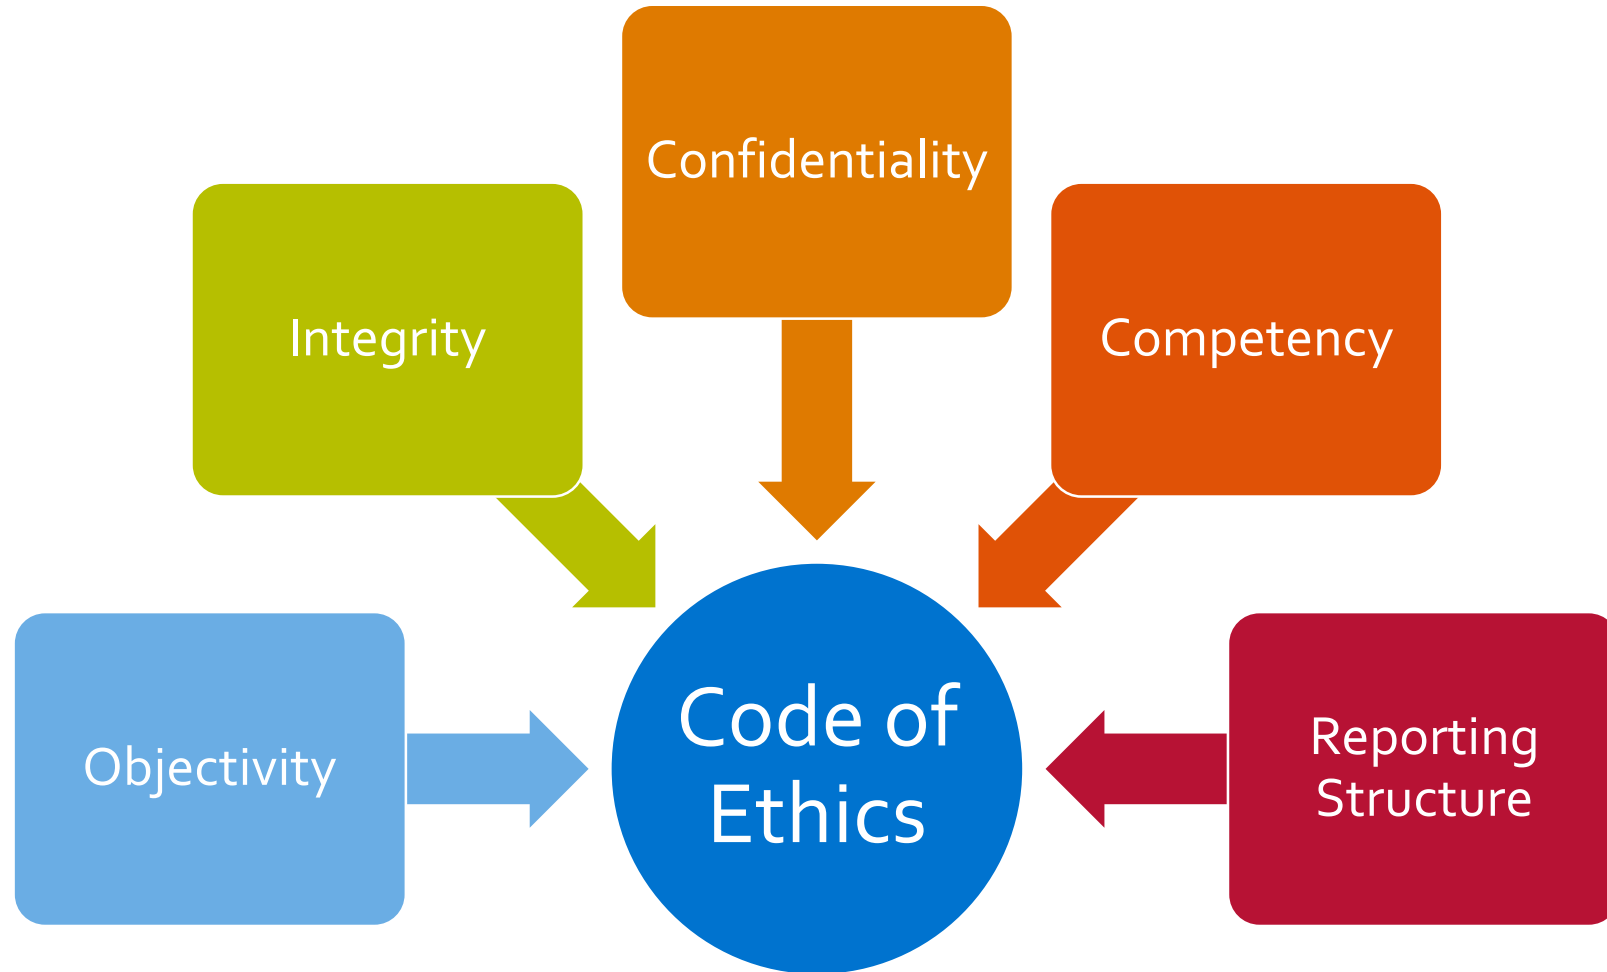 Confidentiality
Integrity
Competency
Objectivity
Code of
Ethics
Reporting
Structure